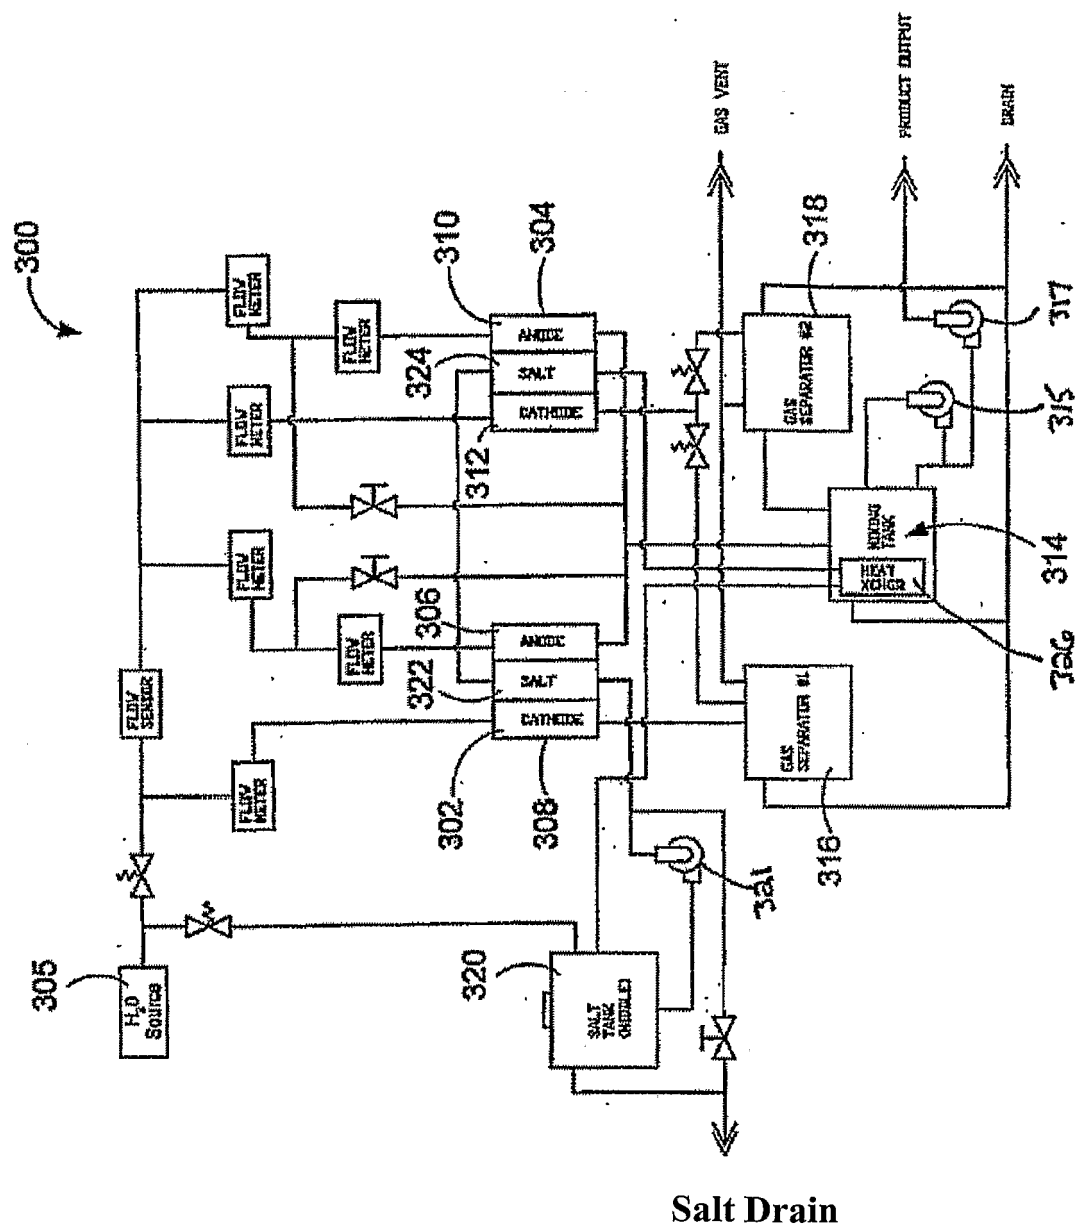 300
FLOW
METER
FLOW
METER
FLOW
METER
FLOW
METER
FLOW
METER
FLOW
METER
FLOW
SENSOR
305
H2O
Source
310
304
324
312
ANODE
SALT
CATHODE
306
322
302
308
ANODE
SALT
CATHODE
GAS VENT
PRODUCT OUTPUT
DRAIN
318
GAS
SEPARATOR #2
317
315
MIXING
TANK
314
HEAT
XCHGR
326
GAS
SEPARATOR #1
316
321
320
SALT
TANK
(MIDDLE)
Salt Drain